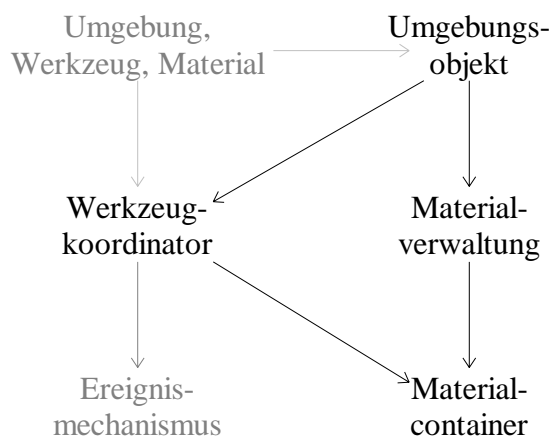 Umgebung,
Werkzeug, Material
Umgebungs-
objekt
Werkzeug-
koordinator
Material-
verwaltung
Ereignis-
mechanismus
Material-
container